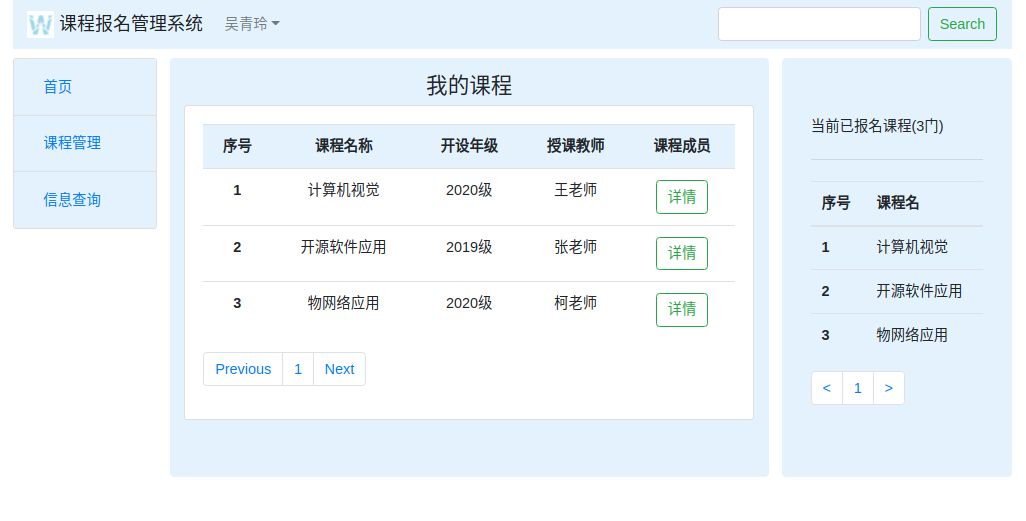 W 课程报名管理系统 吴青玲 Search
首页
课程管理
信息查询
我的课程
序号 课程名称 开设年级 授课教师 课程成员
1 计算机视觉 2020级 王老师 详情
2 开源软件应用 2019级 张老师 详情
3 物网络应用 2020级 柯老师 详情
Previous 1 Next
当前已报名课程(3门)
序号 课程名
1 计算机视觉
2 开源软件应用
3 物网络应用
< 1 >